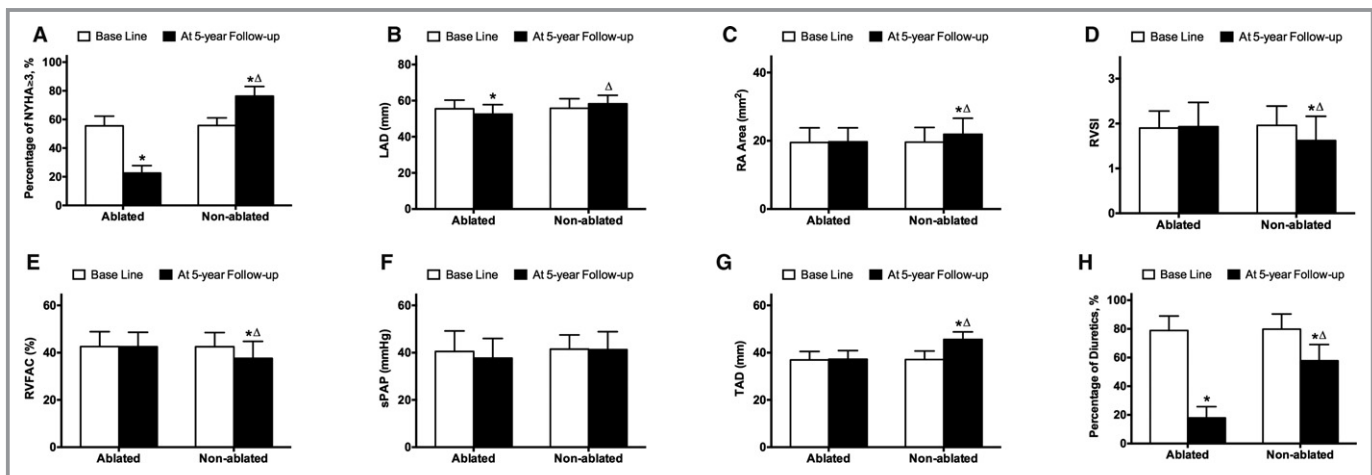 A
Base Line
At 5-year Follow-up
Percentage of NYHA≥3, %
100
80
60
40
20
0
*
*Δ
Ablated
Non-ablated
B
Base Line
At 5-year Follow-up
LAD (mm)
80
60
40
20
0
*
Δ
Ablated
Non-ablated
C
Base Line
At 5-year Follow-up
RA Area (mm²)
40
20
0
*Δ
Ablated
Non-ablated
D
Base Line
At 5-year Follow-up
RVSI
3
2
1
0
*Δ
Ablated
Non-ablated
E
Base Line
At 5-year Follow-up
RVFAC (%)
60
40
20
0
*Δ
Ablated
Non-ablated
F
Base Line
At 5-year Follow-up
sPAP (mmHg)
60
40
20
0
Ablated
Non-ablated
G
Base Line
At 5-year Follow-up
TAD (mm)
60
40
20
0
*Δ
Ablated
Non-ablated
H
Base Line
At 5-year Follow-up
Percentage of Diuretics, %
100
80
60
40
20
0
*
*Δ
Ablated
Non-ablated